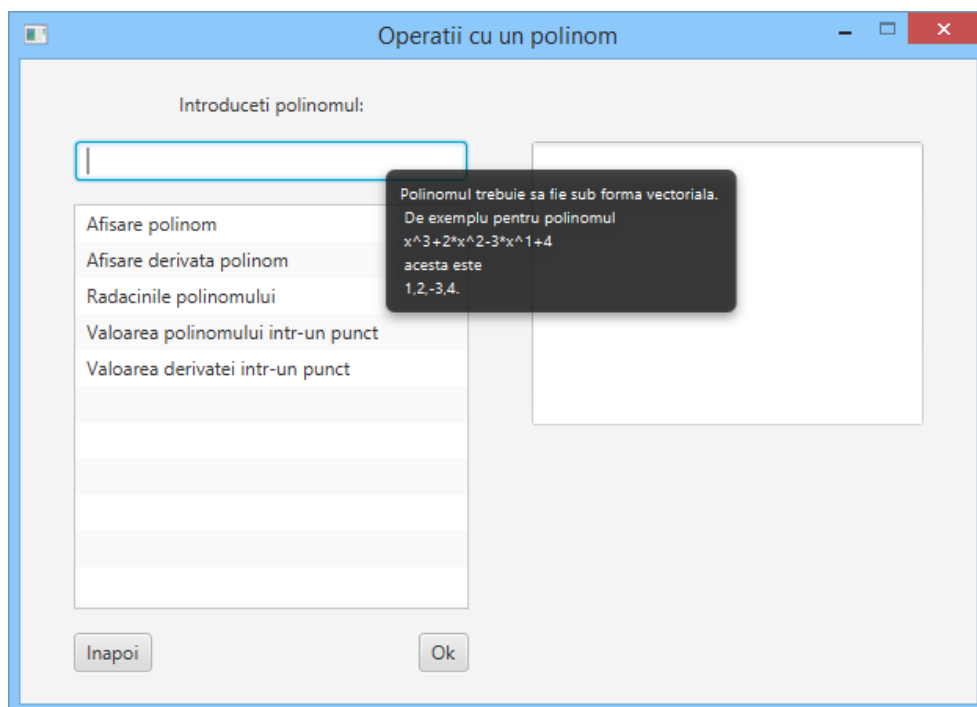 Operatii cu un polinom
Introduceti polinomul:
Polinomul trebuie sa fie sub forma vectoriala.
De exemplu pentru polinomul
x^3+2*x^2-3*x^1+4
acesta este
1,2,-3,4.
Afisare polinom
Afisare derivata polinom
Radacinile polinomului
Valoarea polinomului intr-un punct
Valoarea derivatei intr-un punct
Inapoi
Ok